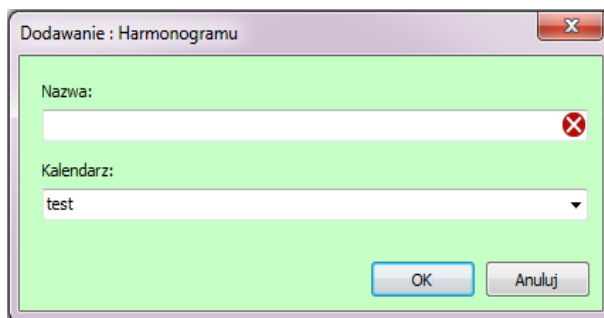 Dodawanie : Harmonogramu
Nazwa:
Kalendarz:
test
OK Anuluj